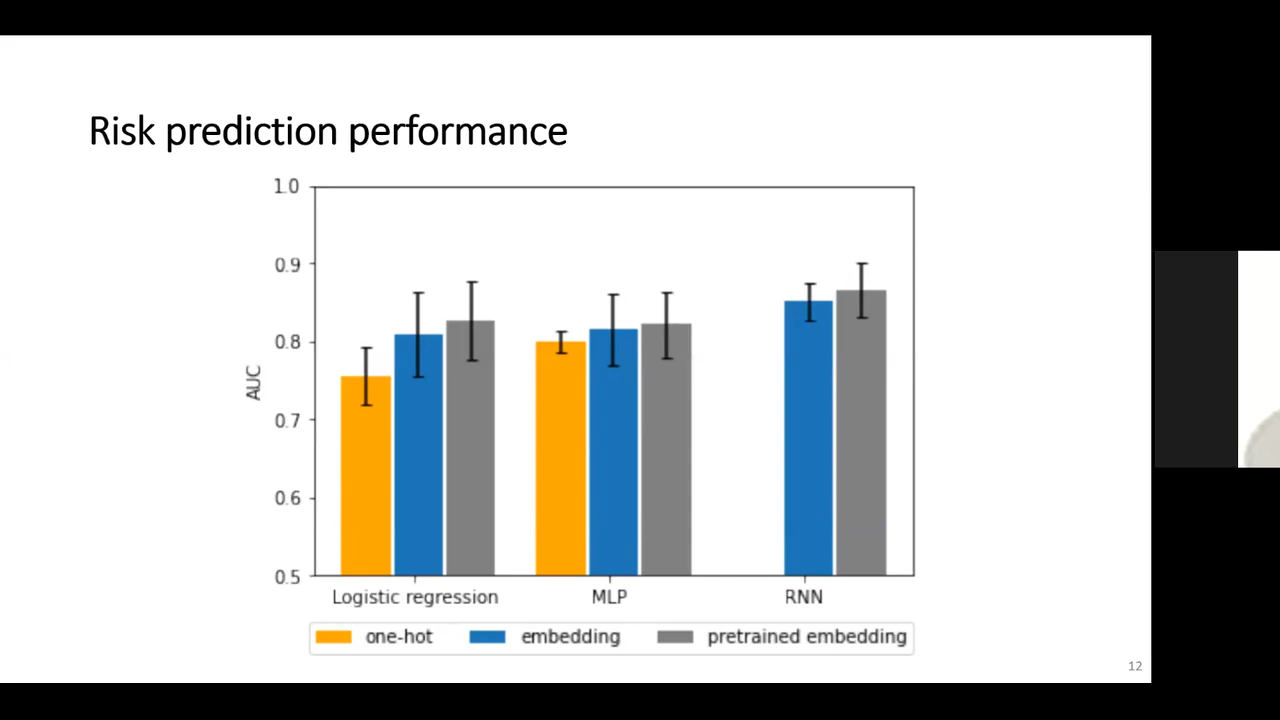 Risk prediction performance
1.0
0.9
0.8
0.7
0.6
0.5
AUC
Logistic regression MLP RNN
one-hot embedding pretrained embedding
12